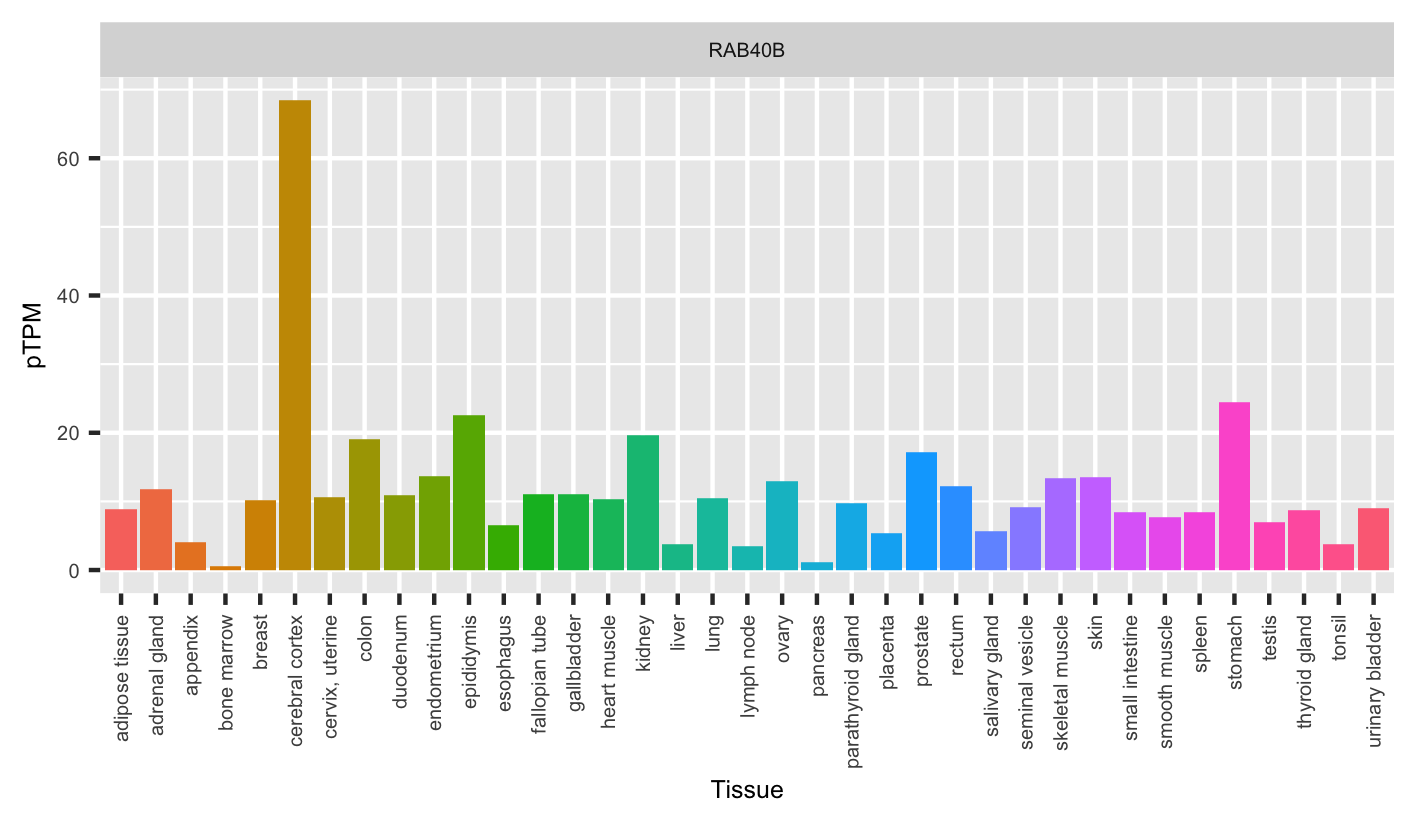 RAB40B
pTPM
60
40
20
0
adipose tissue
adrenal gland
appendix
bone marrow
breast
cerebral cortex
cervix, uterine
colon
duodenum
endometrium
epididymis
esophagus
fallopian tube
gallbladder
heart muscle
kidney
liver
lung
lymph node
ovary
pancreas
parathyroid gland
placenta
prostate
rectum
salivary gland
seminal vesicle
skeletal muscle
skin
small intestine
smooth muscle
spleen
stomach
testis
thyroid gland
tonsil
urinary bladder
Tissue